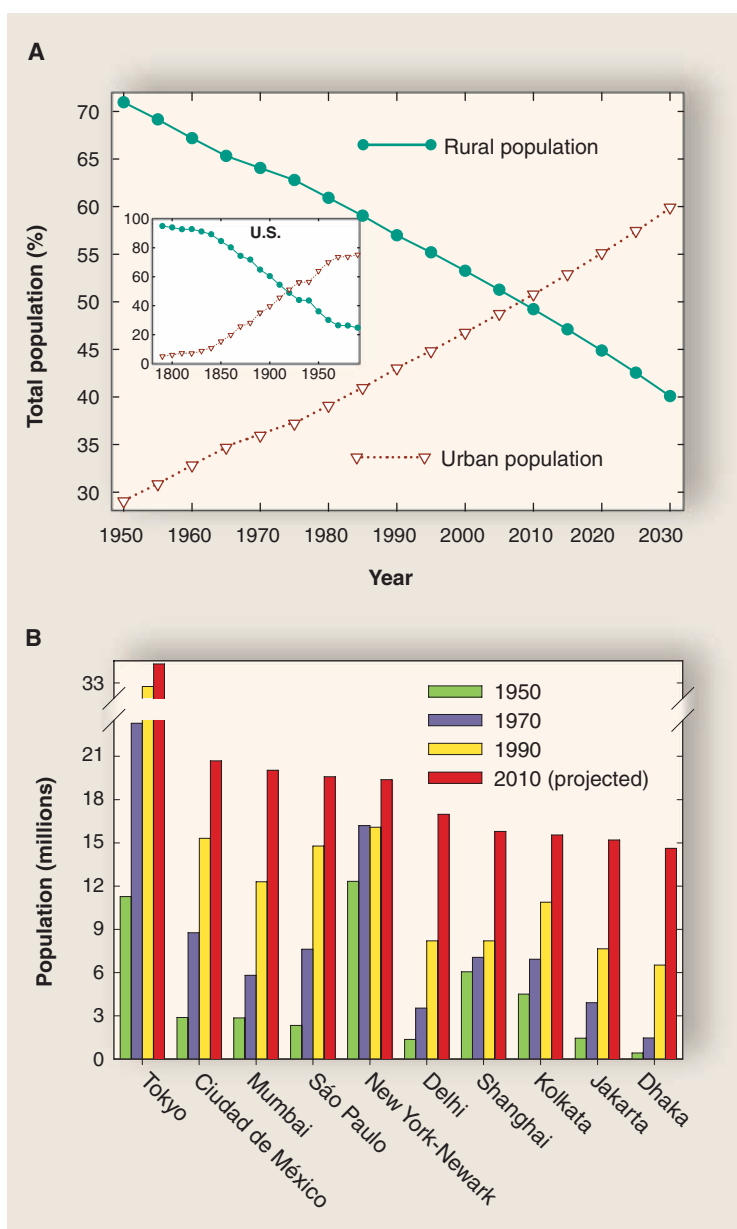 A
Total population (%)
70
65
60
55
50
45
40
35
30
Rural population
Urban population
U.S.
100
80
60
40
20
0
1800 1850 1900 1950
1950 1960 1970 1980 1990 2000 2010 2020 2030
Year
B
Population (millions)
33
21
18
15
12
9
6
3
0
1950
1970
1990
2010 (projected)
Tokyo
Ciudad de México
Mumbai
Sáo Paulo
New York-Newark
Delhi
Shanghai
Kolkata
Jakarta
Dhaka